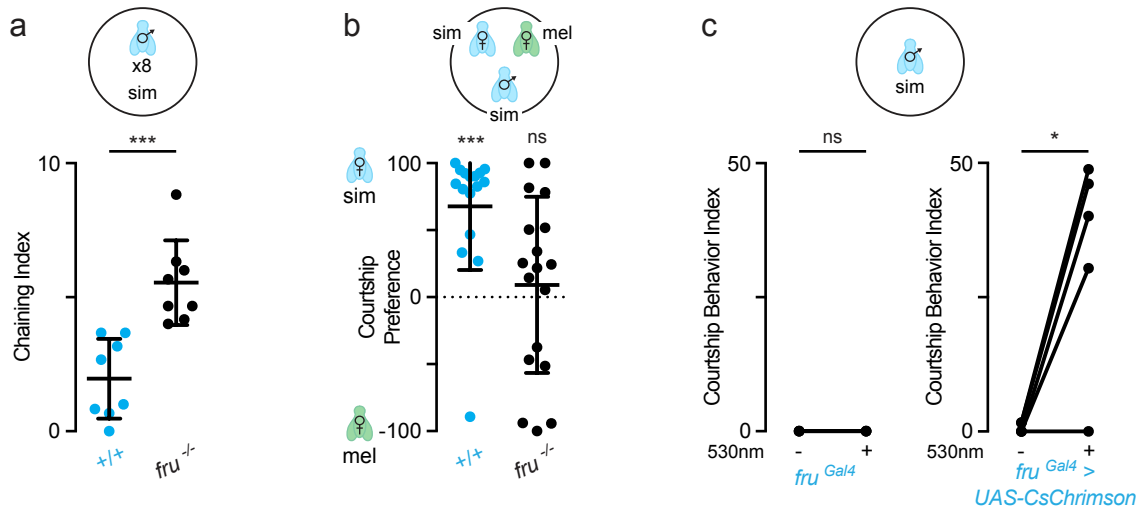 a
x8
sim
***
10
Chaining Index
0
+/+
fru -/-
b
sim
mel
sim
***
ns
sim
100
Courtship
Preference
0
mel
-100
+/+
fru -/-
c
sim
ns
50
Courtship Behavior Index
0
530nm
-
+
fru Gal4
*
50
Courtship Behavior Index
0
530nm
-
+
fru Gal4 >
UAS-CsChrimson